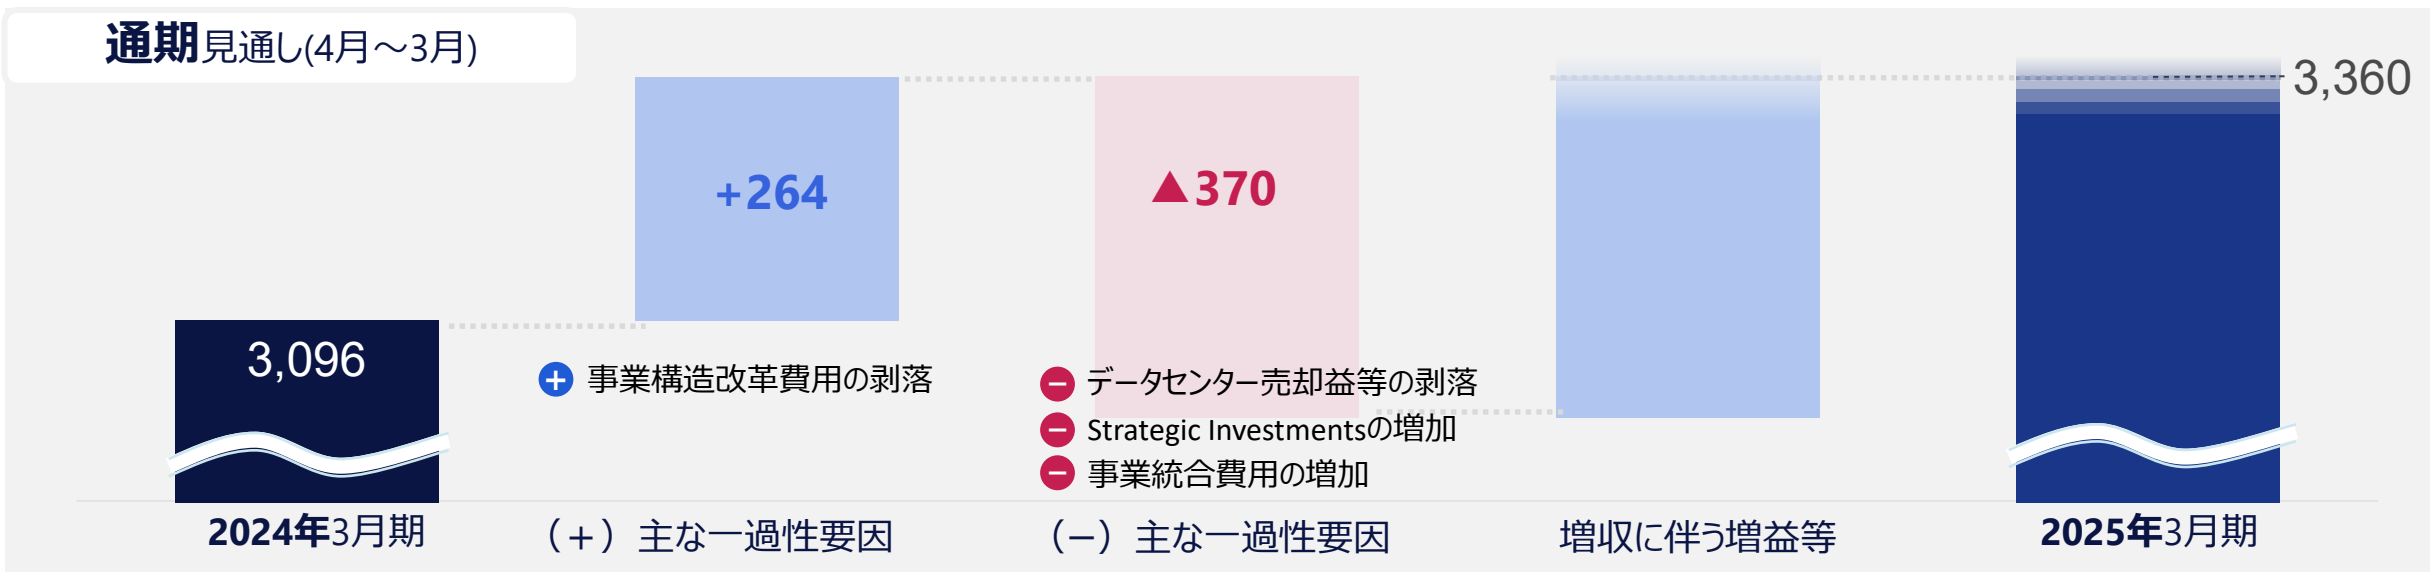 通期見通し(4月～3月)
3,360
+264
▲370
3,096
事業構造改革費用の剥落
データセンター売却益等の剥落
Strategic Investmentsの増加
事業統合費用の増加
2024年3月期
（+）主な一過性要因
（−）主な一過性要因
増収に伴う増益等
2025年3月期